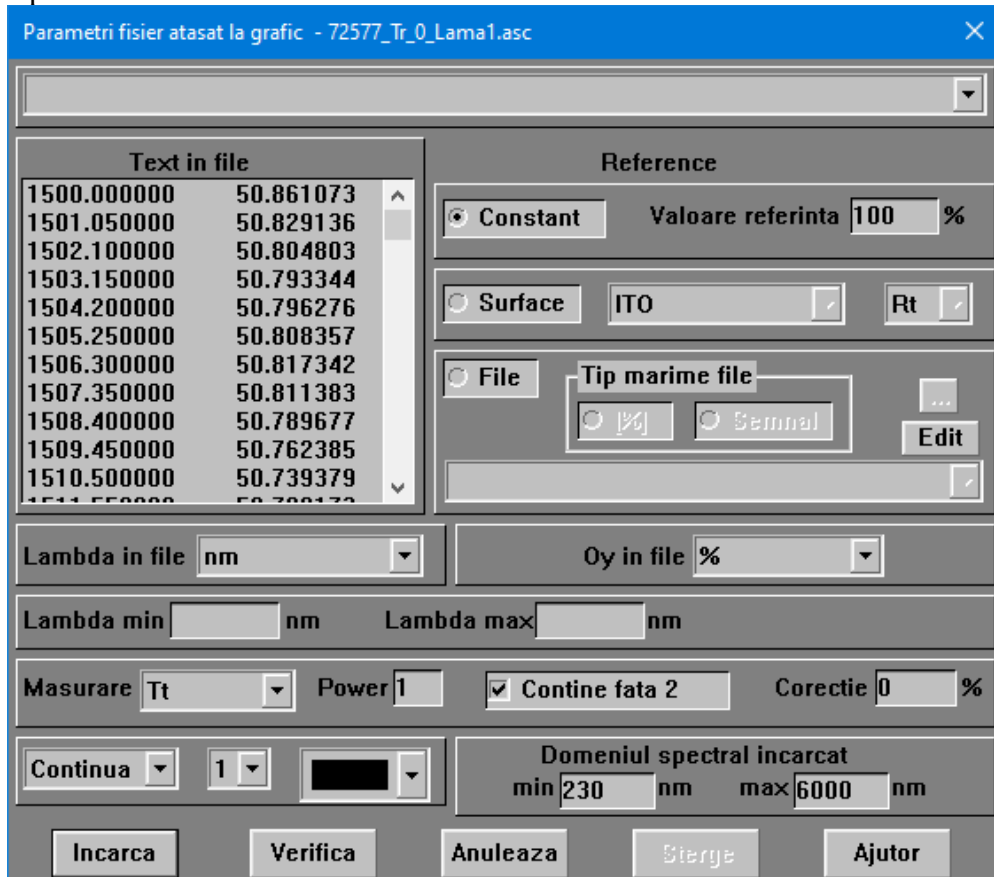 Parametri fisier atasat la grafic - 72577_Tr_0_Lama1.asc
Text in file
1500.000000 50.861073
1501.050000 50.829136
1502.100000 50.804803
1503.150000 50.793344
1504.200000 50.796276
1505.250000 50.808357
1506.300000 50.817342
1507.350000 50.811383
1508.400000 50.789677
1509.450000 50.762385
1510.500000 50.739379
Reference
Constant Valoare referinta 100 %
Surface ITO Rt
File Tip marime file
[%] Semnal ...
Edit
Lambda in file nm Oy in file %
Lambda min nm Lambda max nm
Masurare Tt Power 1 Contine fata 2 Corectie 0 %
Continua 1
Domeniul spectral incarcat
min 230 nm max 6000 nm
Incarca Verifica Anuleaza Sterge Ajutor